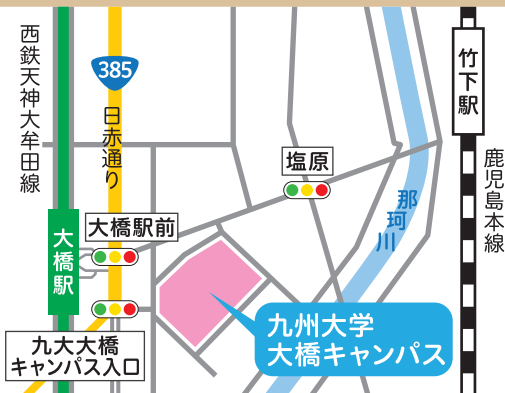 西鉄天神大牟田線
385
日赤通り
竹下駅
鹿児島本線
塩原
那珂川
大橋駅前
大橋駅
九大大橋
キャンパス入口
九州大学
大橋キャンパス